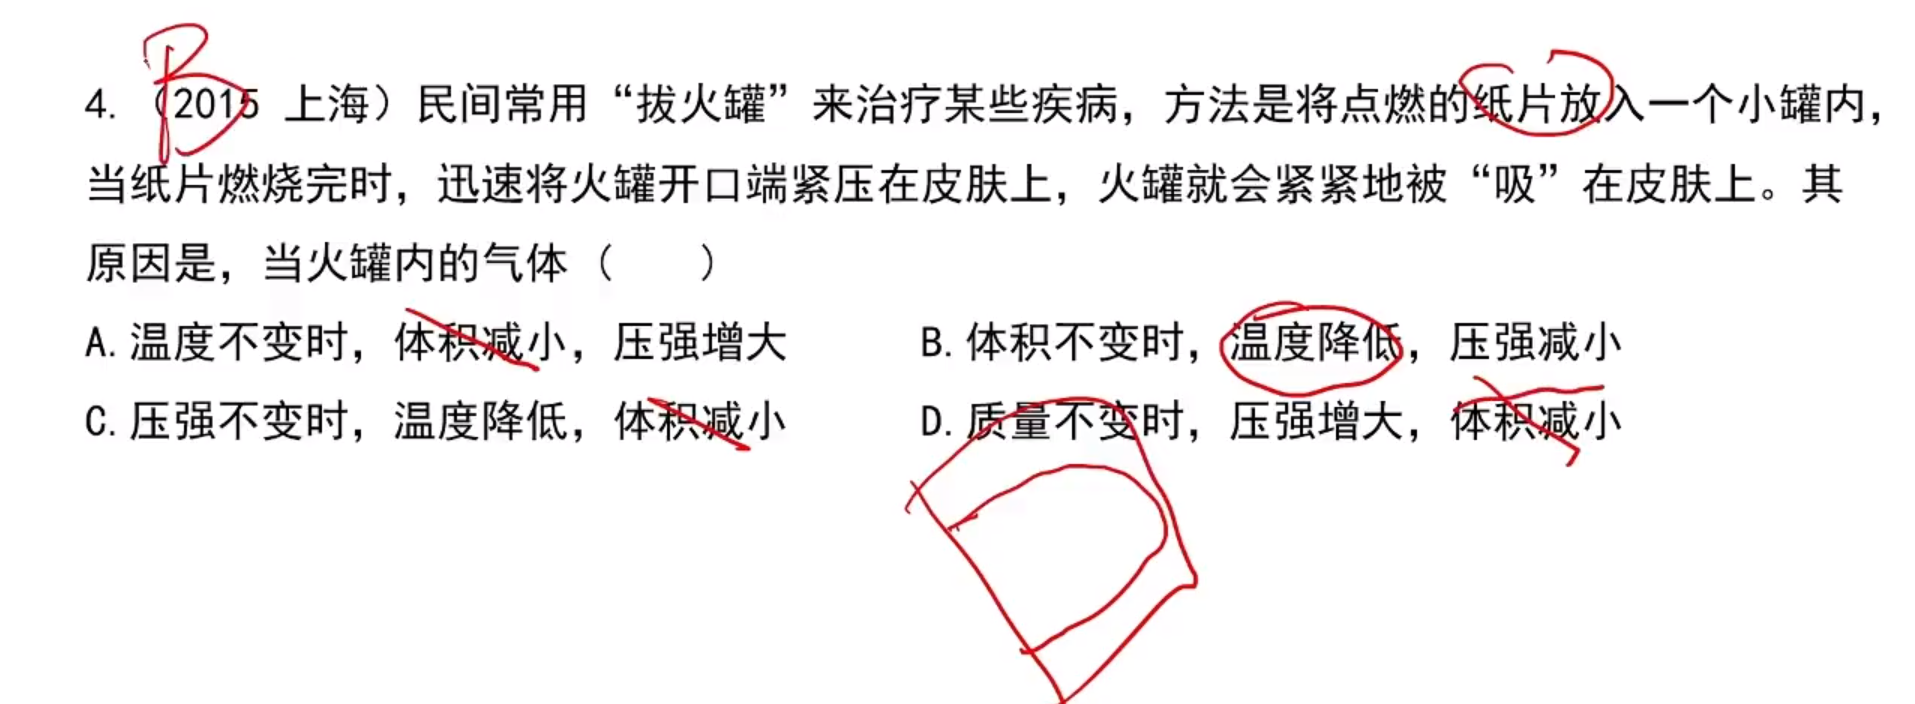 B
4. （2015 上海）民间常用“拔火罐”来治疗某些疾病，方法是将点燃的纸片放入一个小罐内，
当纸片燃烧完时，迅速将火罐开口端紧压在皮肤上，火罐就会紧紧地被“吸”在皮肤上。其
原因是，当火罐内的气体（　　）
A. 温度不变时，体积减小，压强增大　　B. 体积不变时，温度降低，压强减小
C. 压强不变时，温度降低，体积减小　　D. 质量不变时，压强增大，体积减小